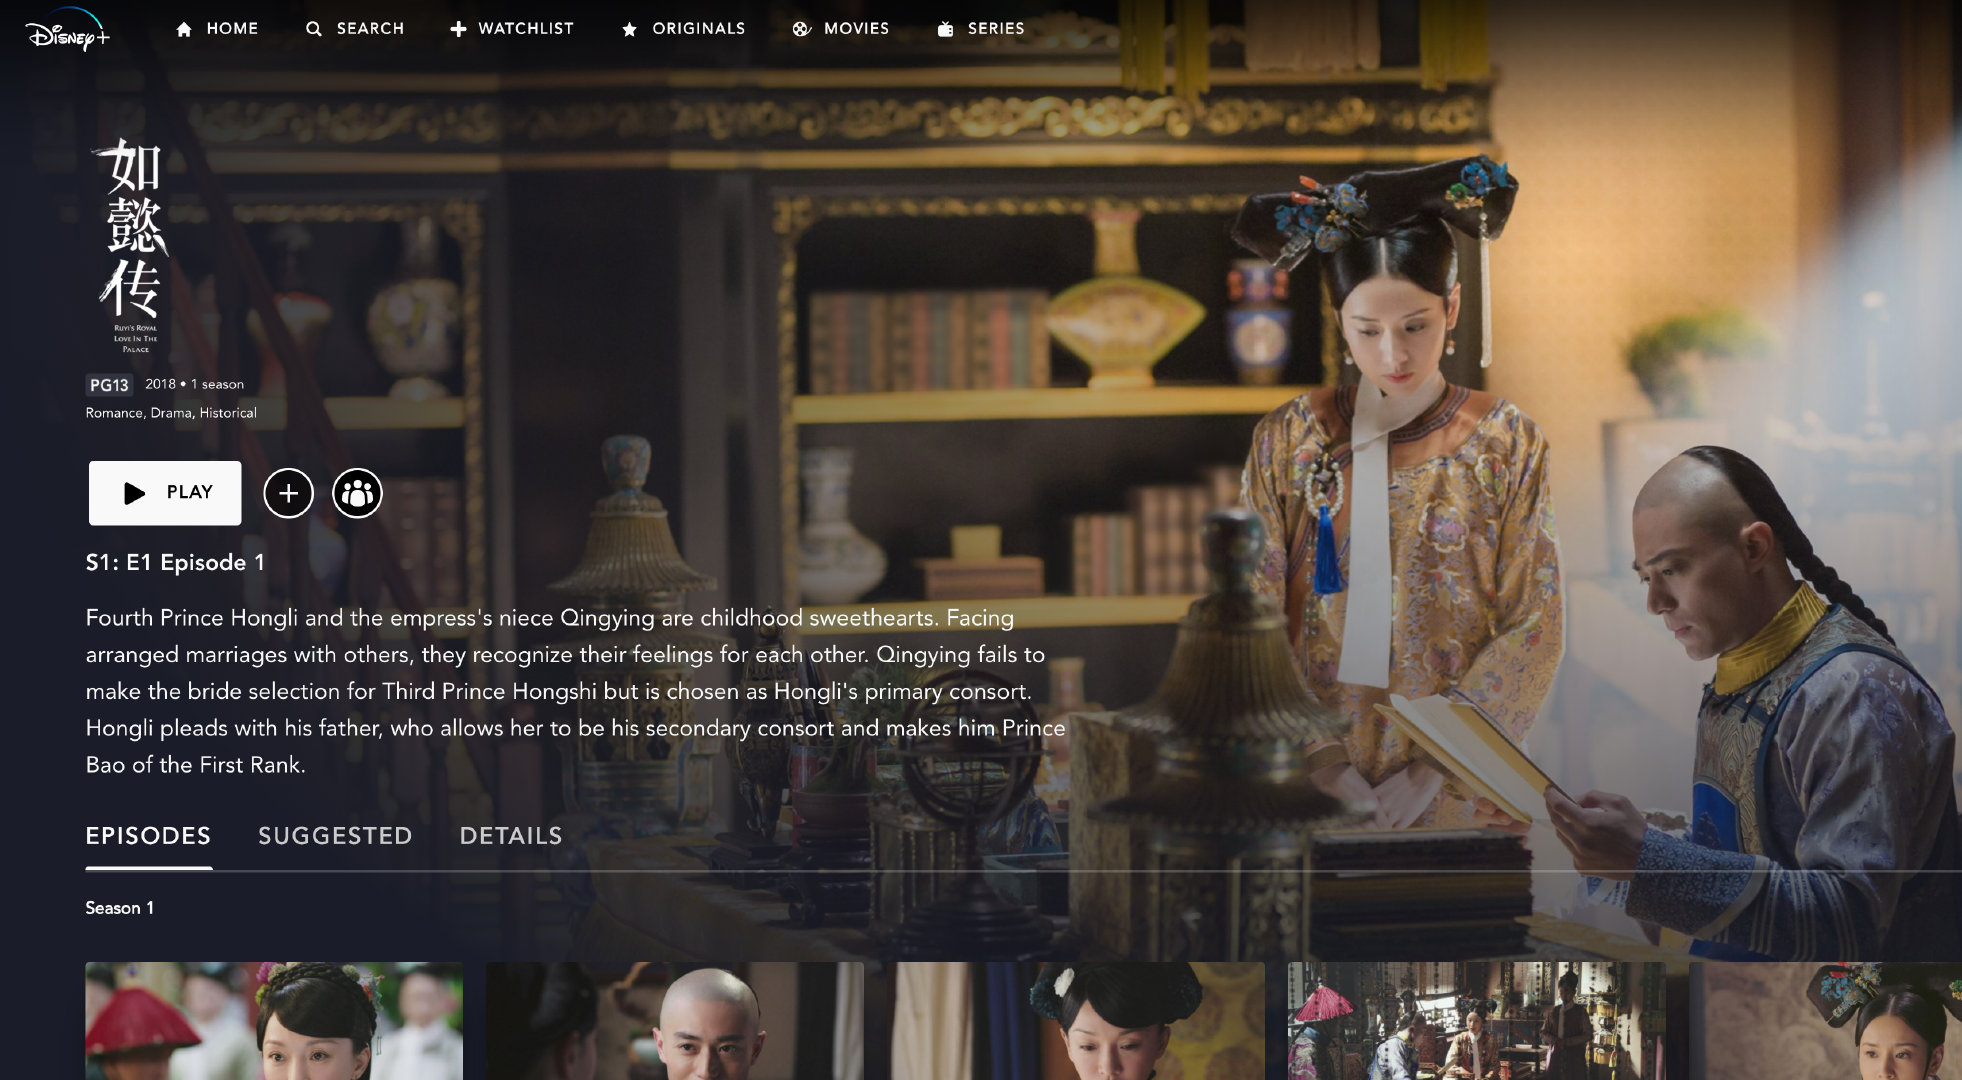 Disney+
HOME
SEARCH
WATCHLIST
ORIGINALS
MOVIES
SERIES
如懿传
RUYI'S ROYAL
LOVE IN THE
PALACE
PG13 2018 • 1 season
Romance, Drama, Historical
PLAY
S1: E1 Episode 1
Fourth Prince Hongli and the empress's niece Qingying are childhood sweethearts. Facing
arranged marriages with others, they recognize their feelings for each other. Qingying fails to
make the bride selection for Third Prince Hongshi but is chosen as Hongli's primary consort.
Hongli pleads with his father, who allows her to be his secondary consort and makes him Prince
Bao of the First Rank.
EPISODES
SUGGESTED
DETAILS
Season 1